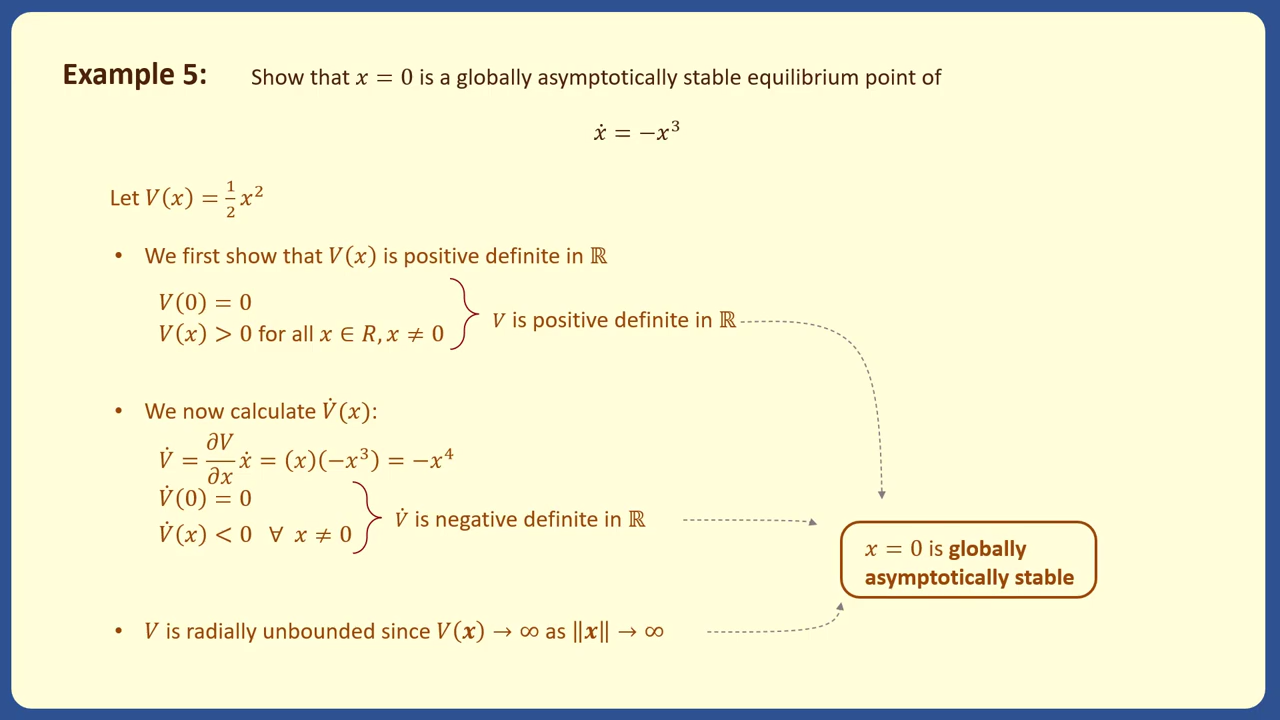 Example 5: Show that 𝑥 = 0 is a globally asymptotically stable equilibrium point of
ẋ = −x³
Let V(x) = ½x²
• We first show that V(x) is positive definite in ℝ
V(0) = 0
V(x) > 0 for all x ∈ R, x ≠ 0
V is positive definite in ℝ
• We now calculate V̇(x):
V̇ = ∂V/∂x ẋ = (x)(−x³) = −x⁴
V̇(0) = 0
V̇(x) < 0 ∀ x ≠ 0
V̇ is negative definite in ℝ
x = 0 is globally
asymptotically stable
• V is radially unbounded since V(x) → ∞ as ‖x‖ → ∞